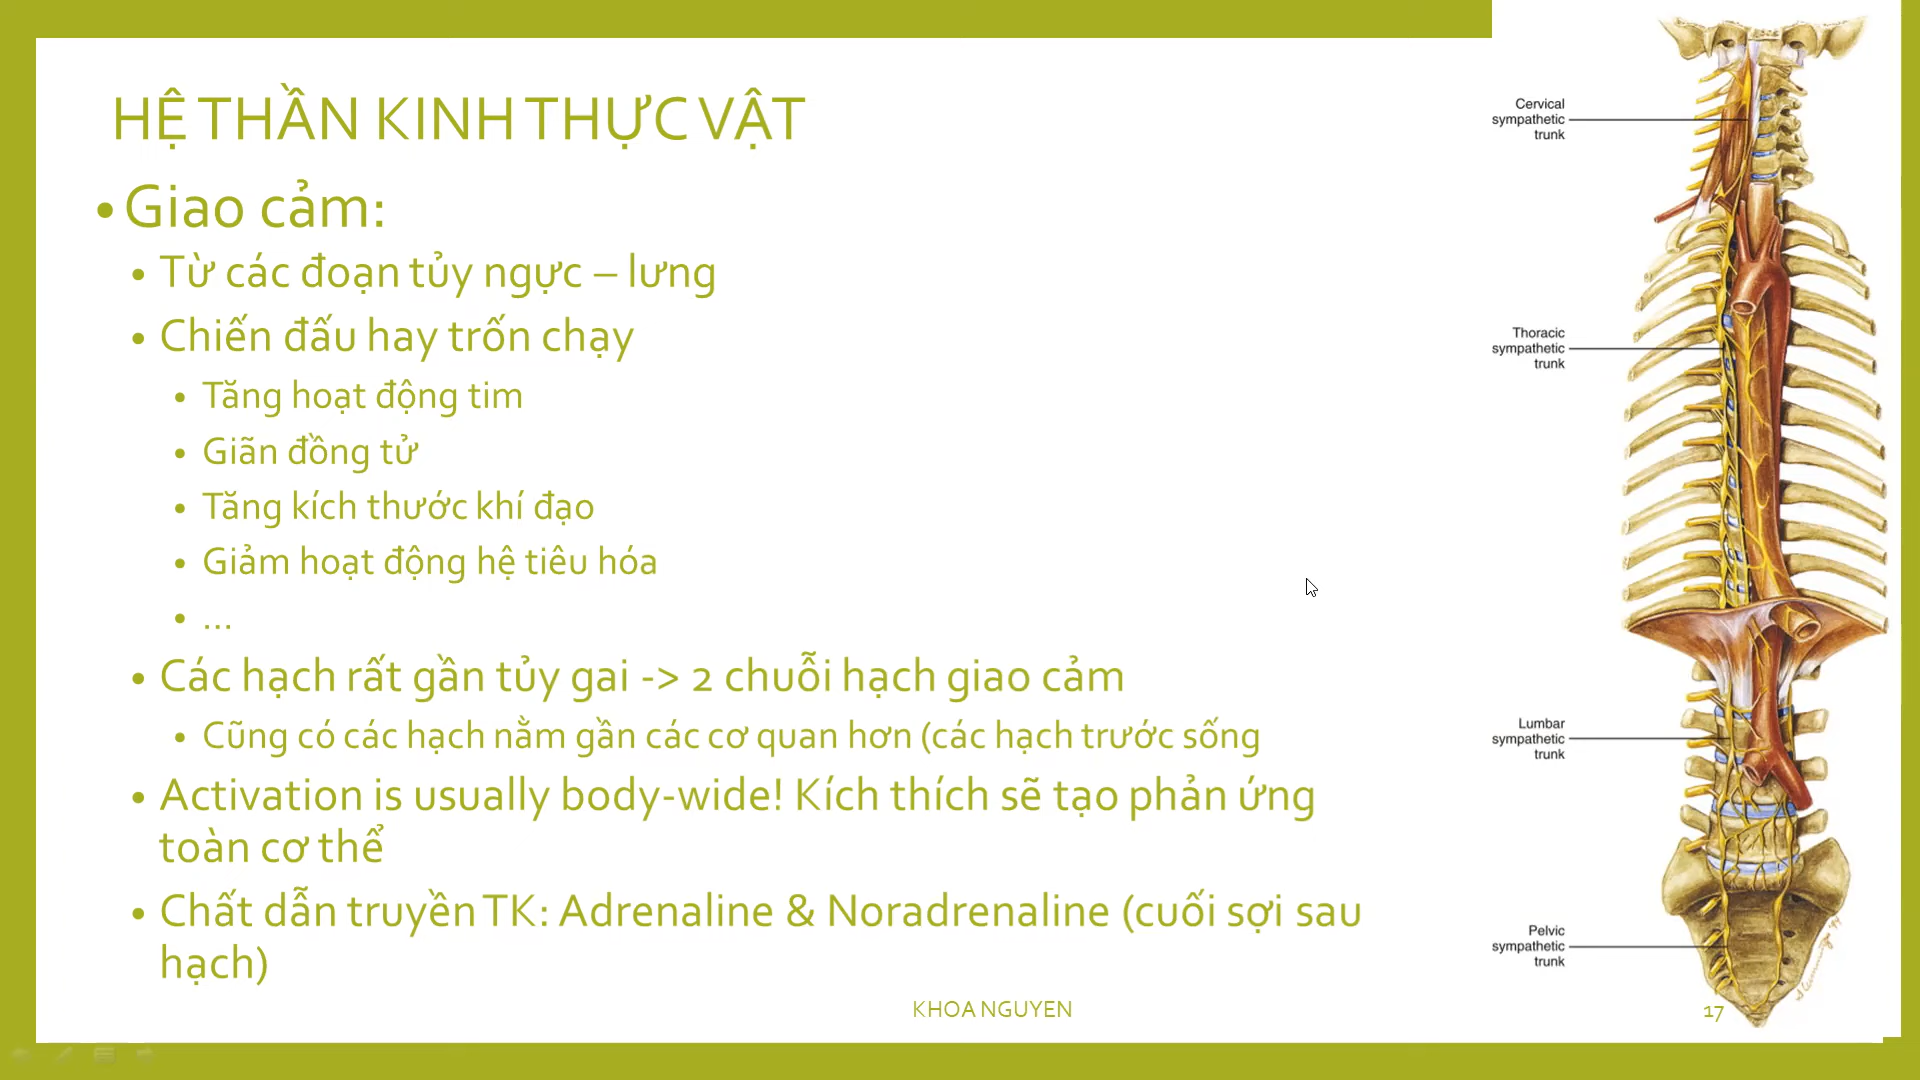 HỆ THẦN KINH THỰC VẬT
• Giao cảm:
• Từ các đoạn tủy ngực – lưng
• Chiến đấu hay trốn chạy
• Tăng hoạt động tim
• Giãn đồng tử
• Tăng kích thước khí đạo
• Giảm hoạt động hệ tiêu hóa
• ...
• Các hạch rất gần tủy gai -> 2 chuỗi hạch giao cảm
• Cũng có các hạch nằm gần các cơ quan hơn (các hạch trước sống
• Activation is usually body-wide! Kích thích sẽ tạo phản ứng
toàn cơ thể
• Chất dẫn truyền TK: Adrenaline & Noradrenaline (cuối sợi sau
hạch)
Cervical
sympathetic
trunk
Thoracic
sympathetic
trunk
Lumbar
sympathetic
trunk
Pelvic
sympathetic
trunk
KHOA NGUYEN
17